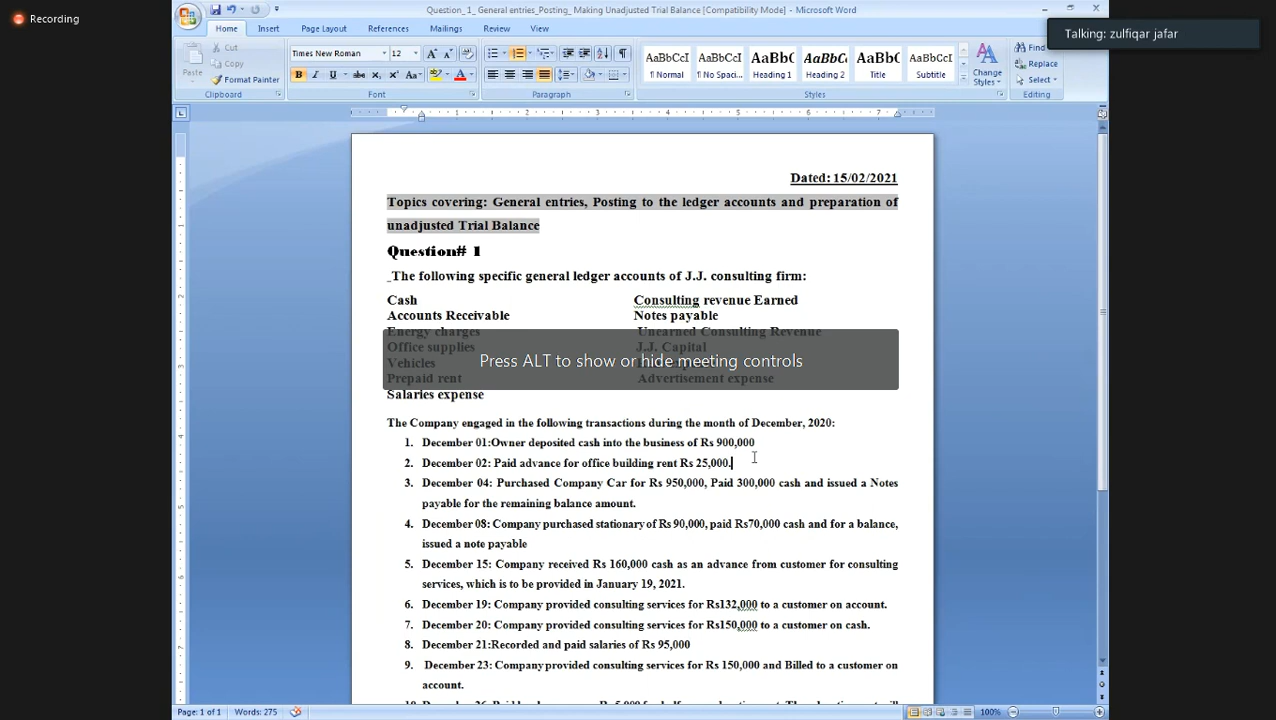 Recording
Question_1_ General entries_Posting_ Making Unadjusted Trial Balance [Compatibility Mode] - Microsoft Word
Talking: zulfiqar jafar
Home Insert Page Layout References Mailings Review View
Paste
Cut
Copy
Format Painter
Clipboard
Times New Roman 12
Font
Paragraph
AaBbCcI AaBbCcI AaBbC AaBbCc AaBbC AaBbCcI
¶ Normal ¶ No Spaci... Heading 1 Heading 2 Title Subtitle
Change Styles
Styles
Find
Replace
Select
Editing
Dated: 15/02/2021
Topics covering: General entries, Posting to the ledger accounts and preparation of
unadjusted Trial Balance
Question# 1
The following specific general ledger accounts of J.J. consulting firm:
Cash Consulting revenue Earned
Accounts Receivable Notes payable
Energy charges Unearned Consulting Revenue
Office supplies J.J. Capital
Vehicles
Press ALT to show or hide meeting controls
Prepaid rent Advertisement expense
Salaries expense
The Company engaged in the following transactions during the month of December, 2020:
1. December 01:Owner deposited cash into the business of Rs 900,000
2. December 02: Paid advance for office building rent Rs 25,000.
3. December 04: Purchased Company Car for Rs 950,000, Paid 300,000 cash and issued a Notes
payable for the remaining balance amount.
4. December 08: Company purchased stationary of Rs 90,000, paid Rs70,000 cash and for a balance,
issued a note payable
5. December 15: Company received Rs 160,000 cash as an advance from customer for consulting
services, which is to be provided in January 19, 2021.
6. December 19: Company provided consulting services for Rs132,000 to a customer on account.
7. December 20: Company provided consulting services for Rs150,000 to a customer on cash.
8. December 21:Recorded and paid salaries of Rs 95,000
9. December 23: Company provided consulting services for Rs 150,000 and Billed to a customer on
account.
Page: 1 of 1 Words: 275 100%